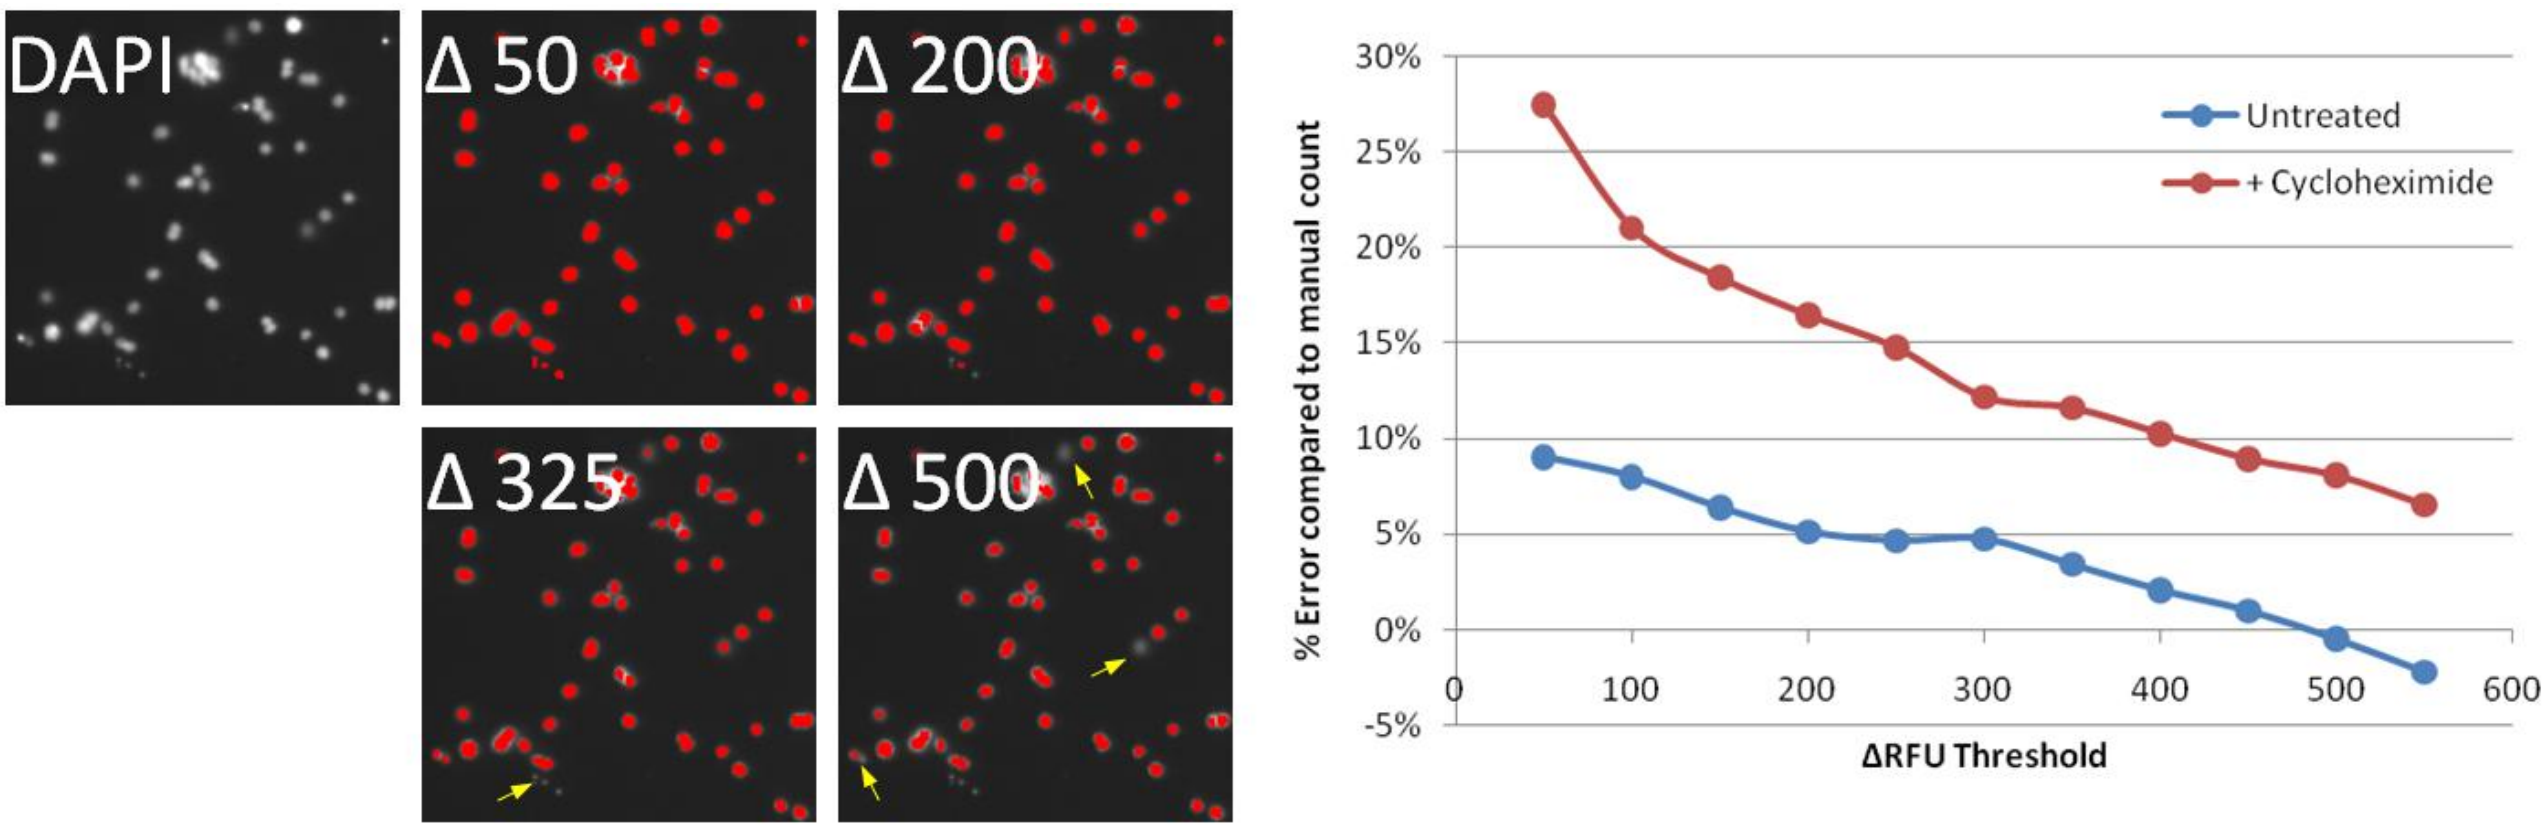 DAPI
Δ 50
Δ 200
Δ 325
Δ 500
% Error compared to manual count
30%
25%
20%
15%
10%
5%
0%
-5%
Untreated
+ Cycloheximide
0 100 200 300 400 500 600
ΔRFU Threshold